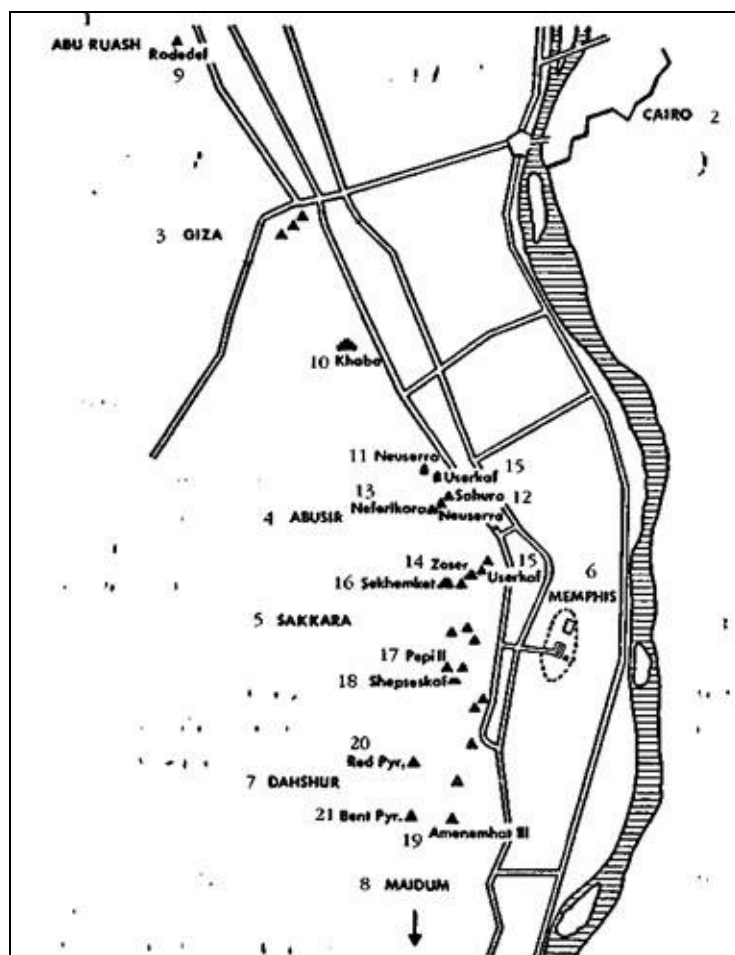 ABU RUASH
Rodedef
9
CAIRO 2
3 GIZA
10 Khaba
11 Neuserra
15
Userkaf
13
Sahura 12
Neferikara
Neuserra
4 ABUSIR
14 Zoser
15
Userkaf
16 Sekhemket
6
MEMPHIS
5 SAKKARA
17 Pepi II
18 Shepseskaf
20
Red Pyr.
7 DAHSHUR
21 Bent Pyr.
19 Amenemhat III
8 MAIDUM